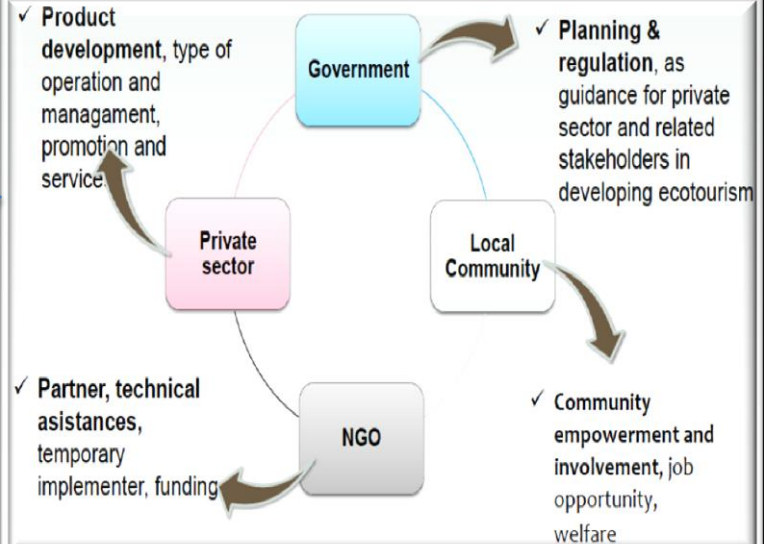 ✓ Product
development, type of
operation and
managament,
promotion and
service.
Government
✓ Planning &
regulation, as
guidance for private
sector and related
stakeholders in
developing ecotourism
Private
sector
Local
Community
✓ Partner, technical
asistances,
temporary
implementer, funding
NGO
✓ Community
empowerment and
involvement, job
opportunity,
welfare